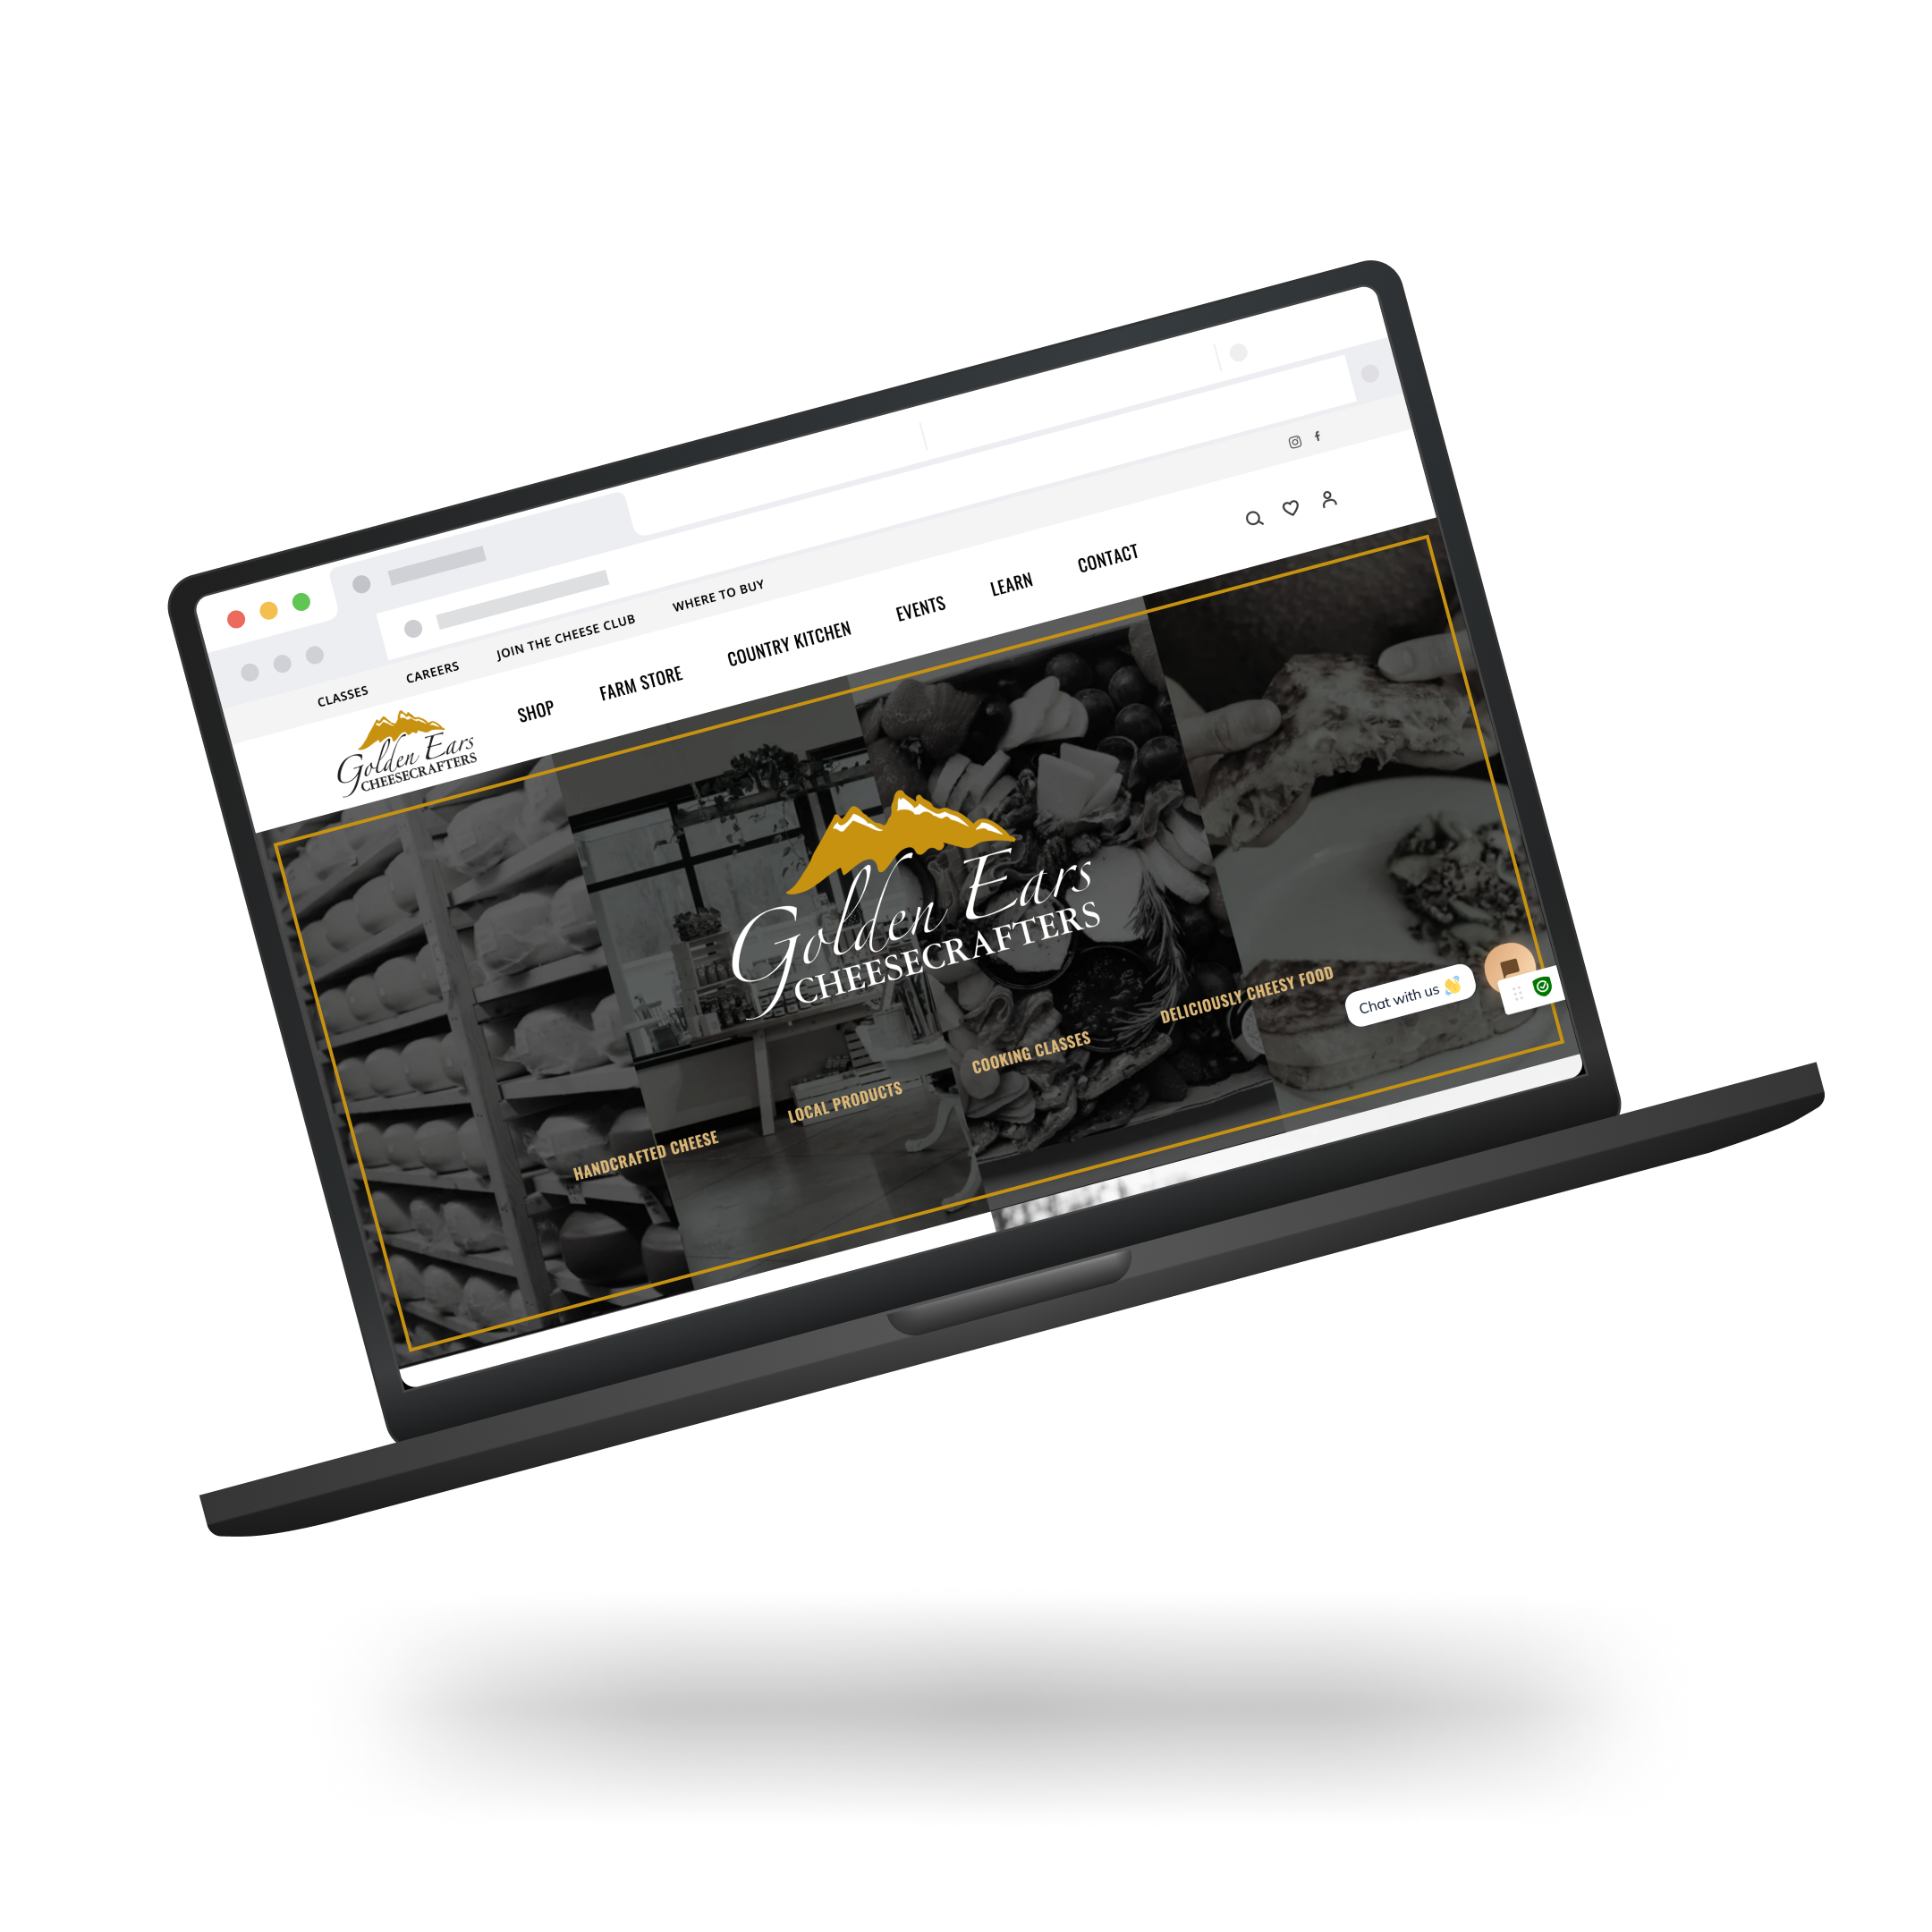 CLASSES CAREERS JOIN THE CHEESE CLUB WHERE TO BUY
Golden Ears
CHEESECRAFTERS
SHOP FARM STORE COUNTRY KITCHEN EVENTS LEARN CONTACT
Golden Ears
CHEESECRAFTERS
HANDCRAFTED CHEESE LOCAL PRODUCTS COOKING CLASSES DELICIOUSLY CHEESY FOOD
Chat with us 👋